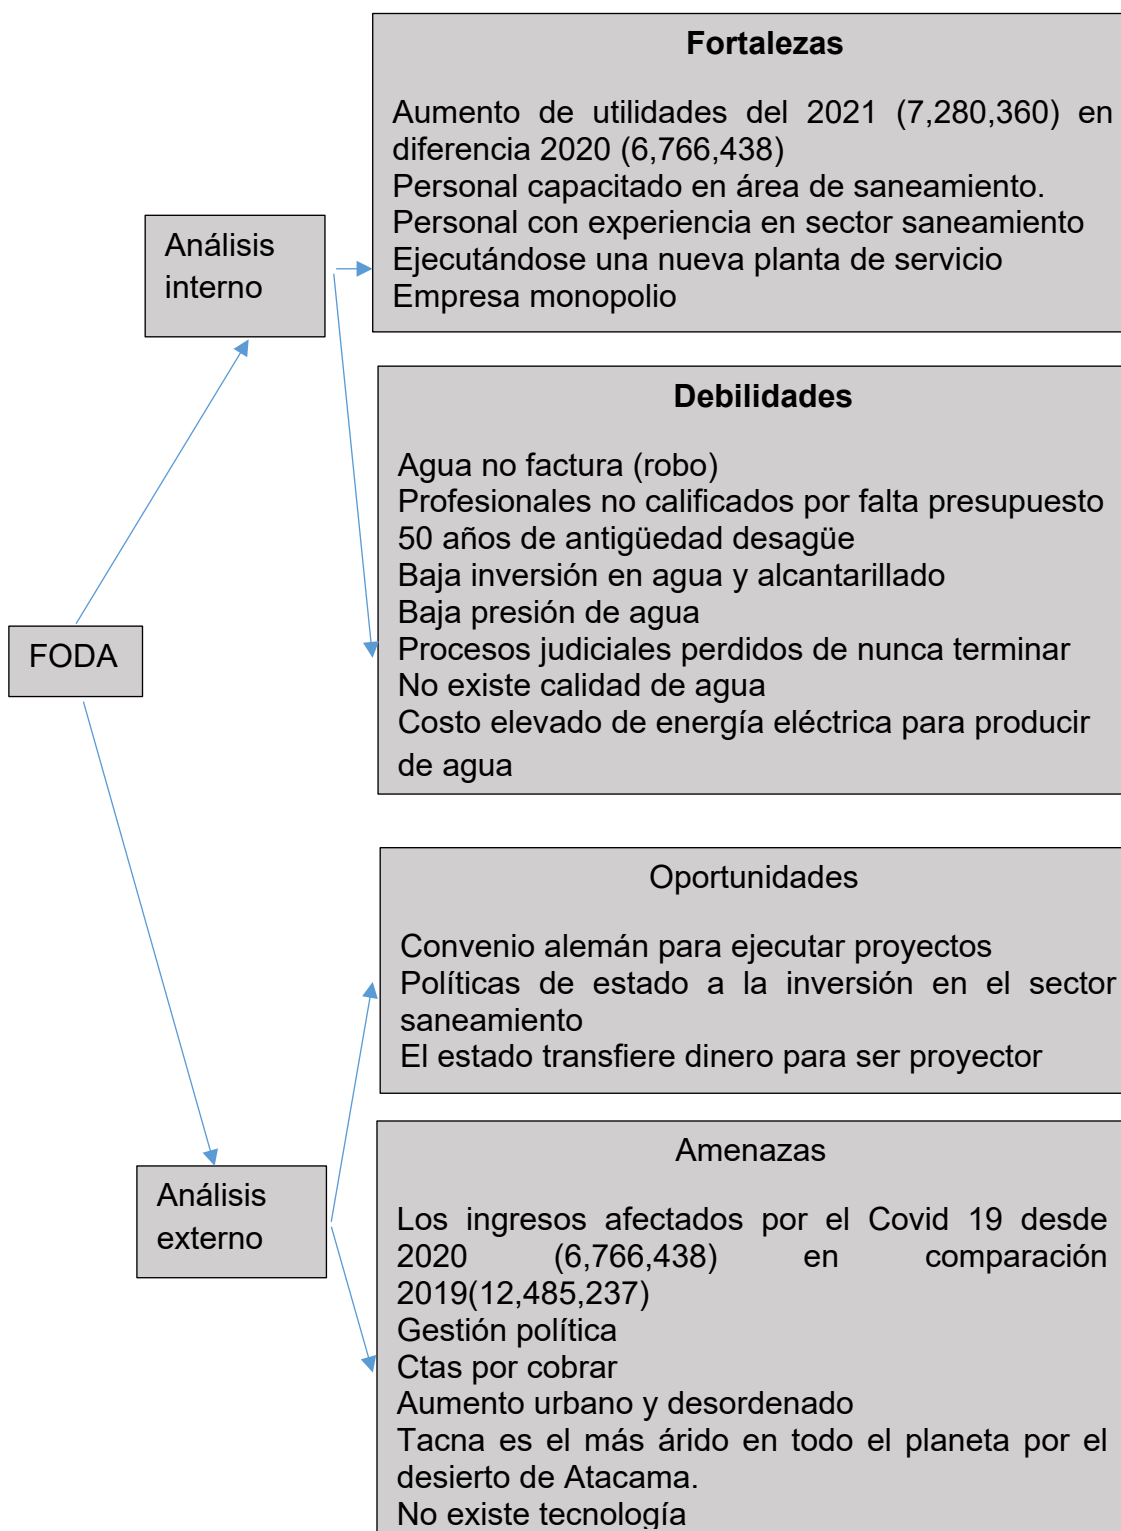 Fortalezas
Aumento de utilidades del 2021 (7,280,360) en
diferencia 2020 (6,766,438)
Personal capacitado en área de saneamiento.
Personal con experiencia en sector saneamiento
Ejecutándose una nueva planta de servicio
Empresa monopolio
Análisis
interno
Debilidades
Agua no factura (robo)
Profesionales no calificados por falta presupuesto
50 años de antigüedad desagüe
Baja inversión en agua y alcantarillado
Baja presión de agua
Procesos judiciales perdidos de nunca terminar
No existe calidad de agua
Costo elevado de energía eléctrica para producir
de agua
FODA
Oportunidades
Convenio alemán para ejecutar proyectos
Políticas de estado a la inversión en el sector
saneamiento
El estado transfiere dinero para ser proyector
Análisis
externo
Amenazas
Los ingresos afectados por el Covid 19 desde
2020 (6,766,438) en comparación
2019(12,485,237)
Gestión política
Ctas por cobrar
Aumento urbano y desordenado
Tacna es el más árido en todo el planeta por el
desierto de Atacama.
No existe tecnología